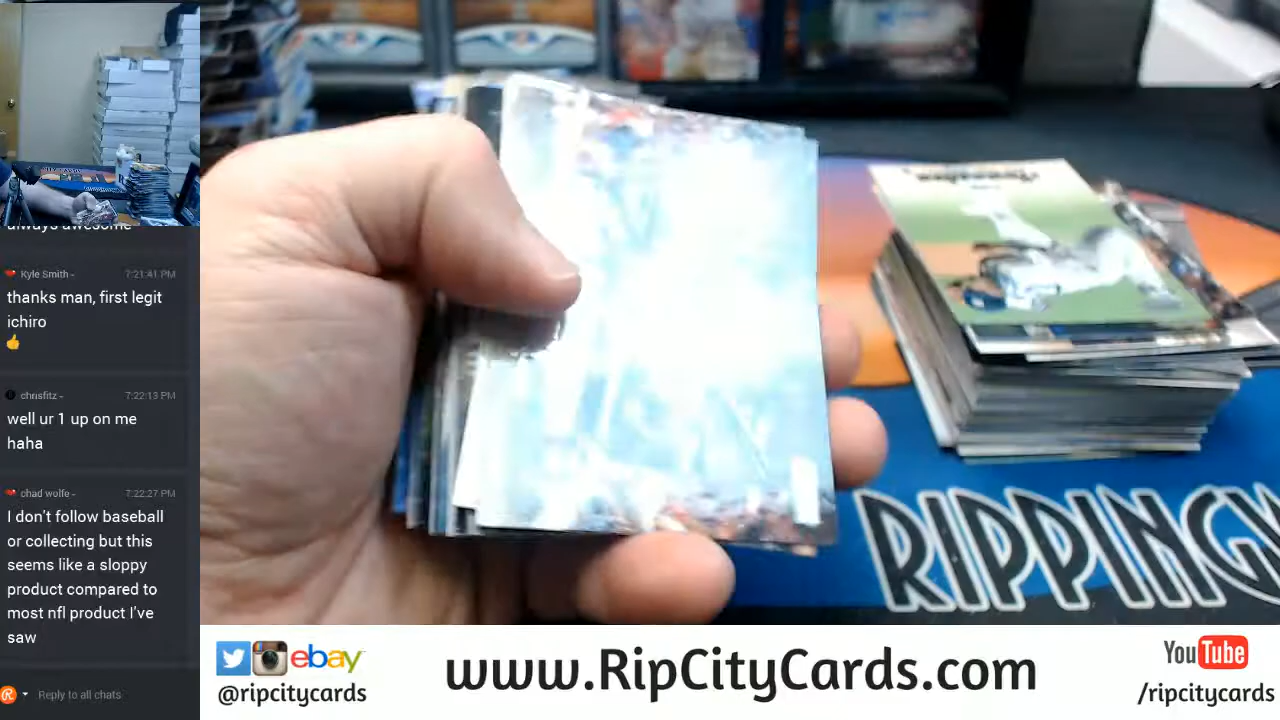 always awesome
Kyle Smith - 7:21:41 PM
thanks man, first legit
ichiro
chrisfitz - 7:22:13 PM
well ur 1 up on me
haha
chad wolfe - 7:22:27 PM
I don't follow baseball
or collecting but this
seems like a sloppy
product compared to
most nfl product I've
saw
Reply to all chats
RIPPINGW
ebay
@ripcitycards
www.RipCityCards.com
YouTube
/ripcitycards